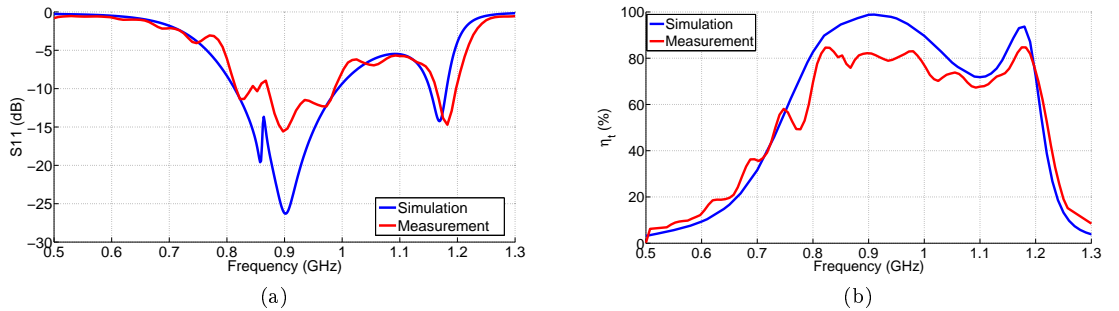 0
−5
−10
−15
−20
−25
−30
S11 (dB)
0.5 0.6 0.7 0.8 0.9 1 1.1 1.2 1.3
Frequency (GHz)
Simulation
Measurement
(a)
100
80
60
40
20
0
ηt (%)
0.5 0.6 0.7 0.8 0.9 1 1.1 1.2 1.3
Frequency (GHz)
Simulation
Measurement
(b)